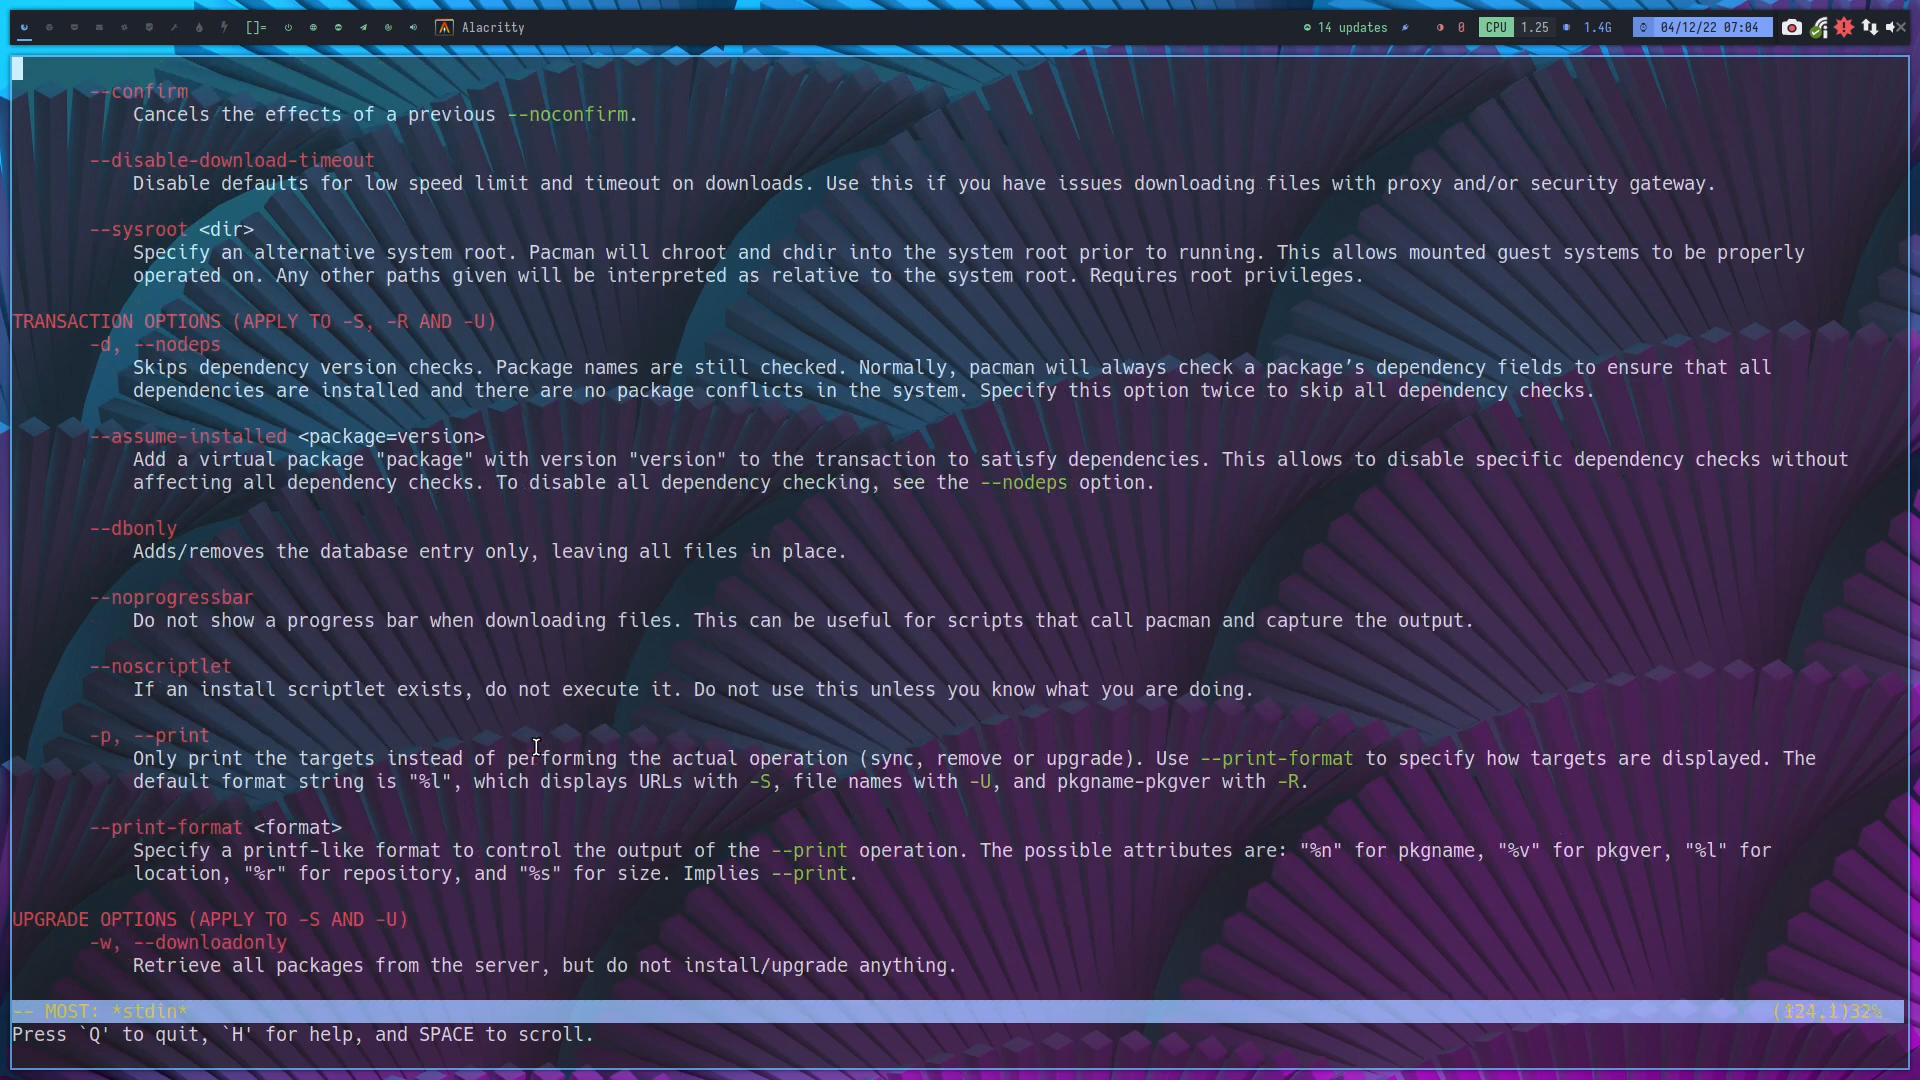 []= Alacritty 14 updates 0 CPU 1.25 1.4G 04/12/22 07:04
--confirm
Cancels the effects of a previous --noconfirm.
--disable-download-timeout
Disable defaults for low speed limit and timeout on downloads. Use this if you have issues downloading files with proxy and/or security gateway.
--sysroot <dir>
Specify an alternative system root. Pacman will chroot and chdir into the system root prior to running. This allows mounted guest systems to be properly
operated on. Any other paths given will be interpreted as relative to the system root. Requires root privileges.
TRANSACTION OPTIONS (APPLY TO -S, -R AND -U)
-d, --nodeps
Skips dependency version checks. Package names are still checked. Normally, pacman will always check a package’s dependency fields to ensure that all
dependencies are installed and there are no package conflicts in the system. Specify this option twice to skip all dependency checks.
--assume-installed <package=version>
Add a virtual package "package" with version "version" to the transaction to satisfy dependencies. This allows to disable specific dependency checks without
affecting all dependency checks. To disable all dependency checking, see the --nodeps option.
--dbonly
Adds/removes the database entry only, leaving all files in place.
--noprogressbar
Do not show a progress bar when downloading files. This can be useful for scripts that call pacman and capture the output.
--noscriptlet
If an install scriptlet exists, do not execute it. Do not use this unless you know what you are doing.
-p, --print
Only print the targets instead of performing the actual operation (sync, remove or upgrade). Use --print-format to specify how targets are displayed. The
default format string is "%l", which displays URLs with -S, file names with -U, and pkgname-pkgver with -R.
--print-format <format>
Specify a printf-like format to control the output of the --print operation. The possible attributes are: "%n" for pkgname, "%v" for pkgver, "%l" for
location, "%r" for repository, and "%s" for size. Implies --print.
UPGRADE OPTIONS (APPLY TO -S AND -U)
-w, --downloadonly
Retrieve all packages from the server, but do not install/upgrade anything.
-- MOST: *stdin* (124,1)32%
Press `Q' to quit, `H' for help, and SPACE to scroll.